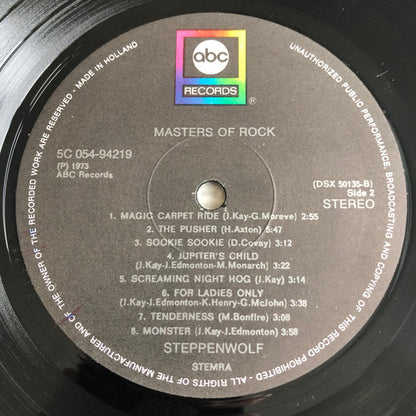 abc
RECORDS
®
MASTERS OF ROCK
5C 054-94219
(P) 1973
ABC Records
(DSX 50135-B)
Side 2
STEREO
1. MAGIC CARPET RIDE (J.Kay-G.Moreve) 2:55
2. THE PUSHER (H.Axton) 5:47
3. SOOKIE SOOKIE (D.Covay) 3:12
4. JUPITER'S CHILD
(J.Kay-J.Edmonton-M.Monarch) 3:22
5. SCREAMING NIGHT HOG (J.Kay) 3:15
6. FOR LADIES ONLY
(J.Kay-J.Edmonton-K.Henry-G.McJohn) 3:38
7. TENDERNESS (M.Bonfire) 3:50
8. MONSTER (J.Kay-J.Edmonton) 3:58
STEPPENWOLF
STEMRA
ALL RIGHTS OF THE MANUFACTURER AND OF THE OWNER OF THE RECORDED WORK ARE RESERVED - MADE IN HOLLAND
UNAUTHORIZED PUBLIC PERFORMANCE, BROADCASTING AND COPYING OF THIS RECORD PROHIBITED -